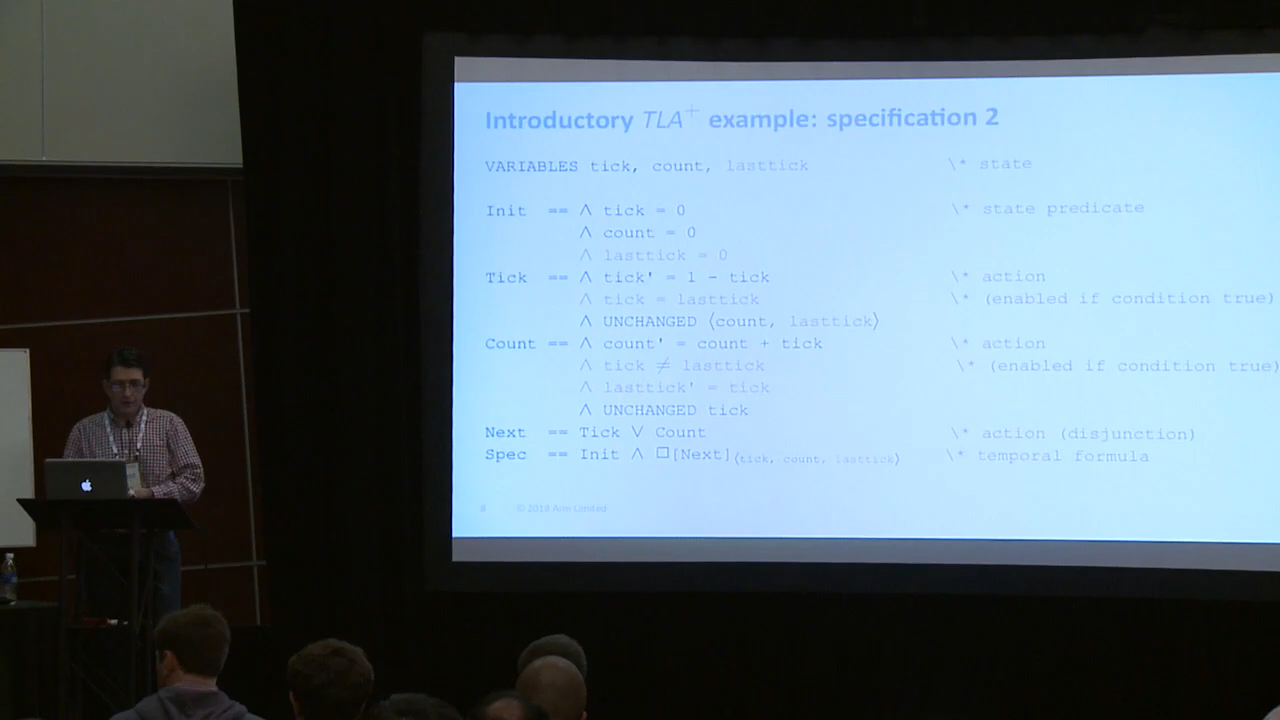 Introductory TLA+ example: specification 2
VARIABLES tick, count, lasttick \* state
Init == ∧ tick = 0 \* state predicate
∧ count = 0
∧ lasttick = 0
Tick == ∧ tick' = 1 - tick \* action
∧ tick = lasttick \* (enabled if condition true)
∧ UNCHANGED ⟨count, lasttick⟩
Count == ∧ count' = count + tick \* action
∧ tick ≠ lasttick \* (enabled if condition true)
∧ lasttick' = tick
∧ UNCHANGED tick
Next == Tick ∨ Count \* action (disjunction)
Spec == Init ∧ □[Next]⟨tick, count, lasttick⟩ \* temporal formula
8 © 2018 Arm Limited